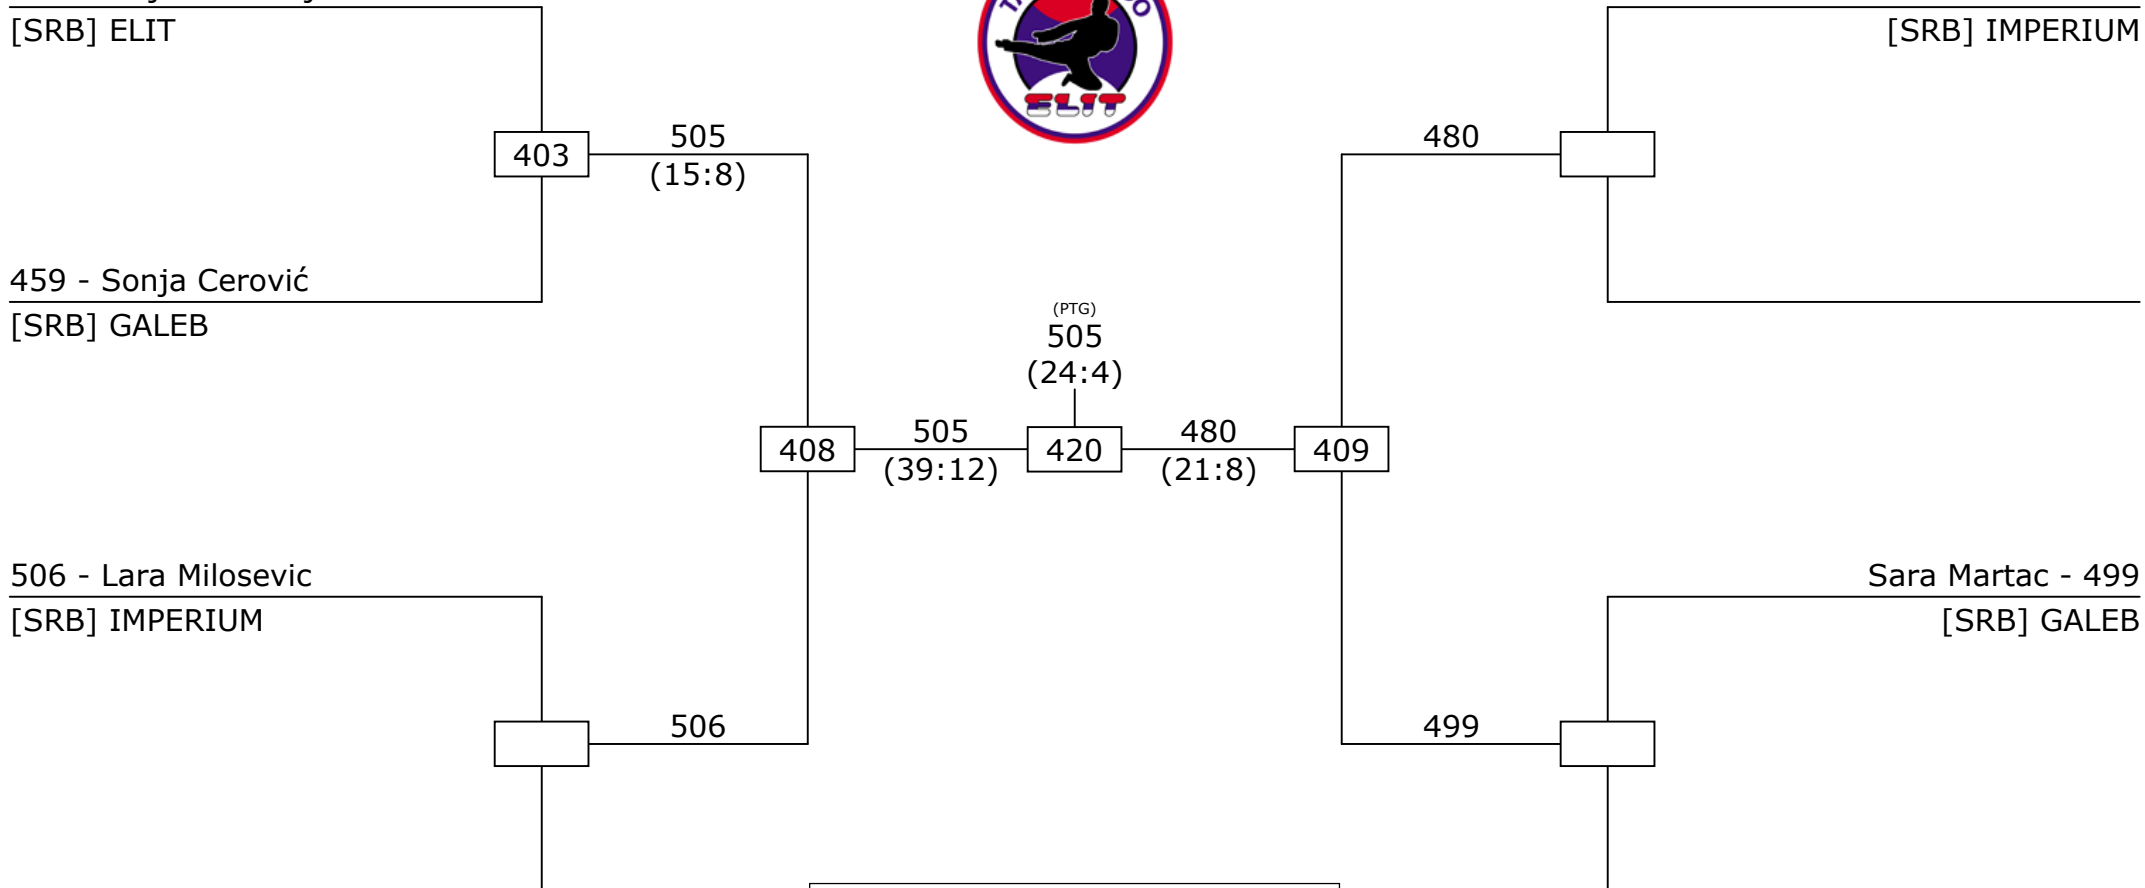 [SRB] ELIT
[SRB] IMPERIUM
ELIT
505
480
403
(15:8)
459 - Sonja Cerović
[SRB] GALEB
(PTG)
505
(24:4)
505
480
408
420
409
(39:12)
(21:8)
506 - Lara Milosevic
Sara Martac - 499
[SRB] IMPERIUM
[SRB] GALEB
506
499